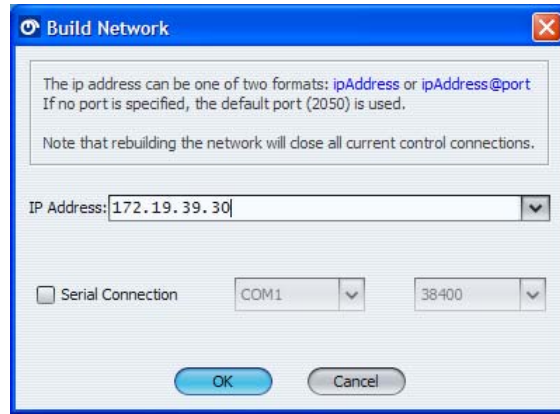 Build Network
The ip address can be one of two formats: ipAddress or ipAddress@port
If no port is specified, the default port (2050) is used.
Note that rebuilding the network will close all current control connections.
IP Address: 172.19.39.30
Serial Connection COM1 38400
OK Cancel